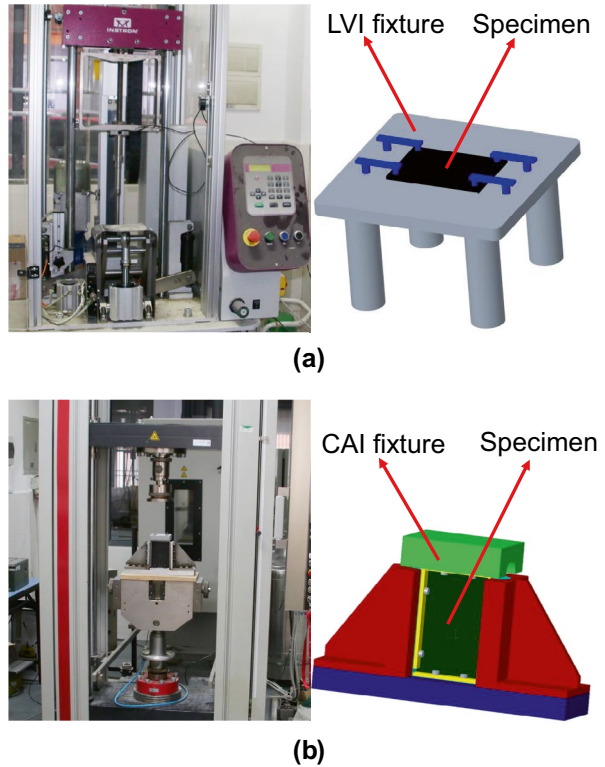 INSTRON
LVI fixture
Specimen
(a)
CAI fixture
Specimen
(b)